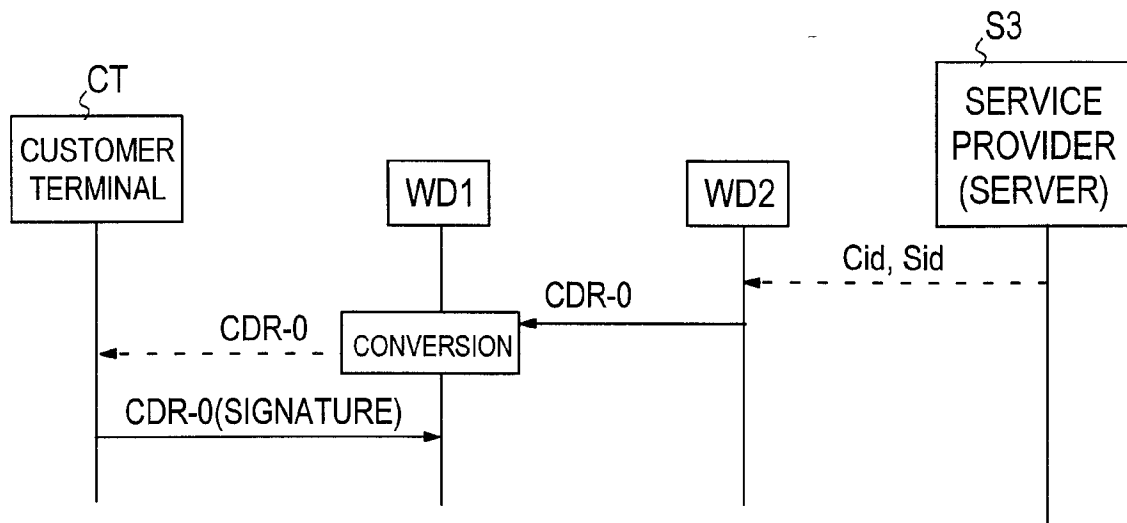 S3
CT
SERVICE
PROVIDER
(SERVER)
CUSTOMER
TERMINAL
WD1
WD2
Cid, Sid
CDR-0
CDR-0
CONVERSION
CDR-0(SIGNATURE)